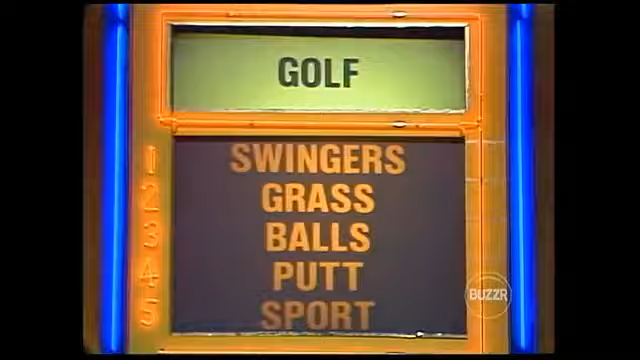 GOLF
1 SWINGERS
2 GRASS
3 BALLS
4 PUTT
5 SPORT
BUZZR